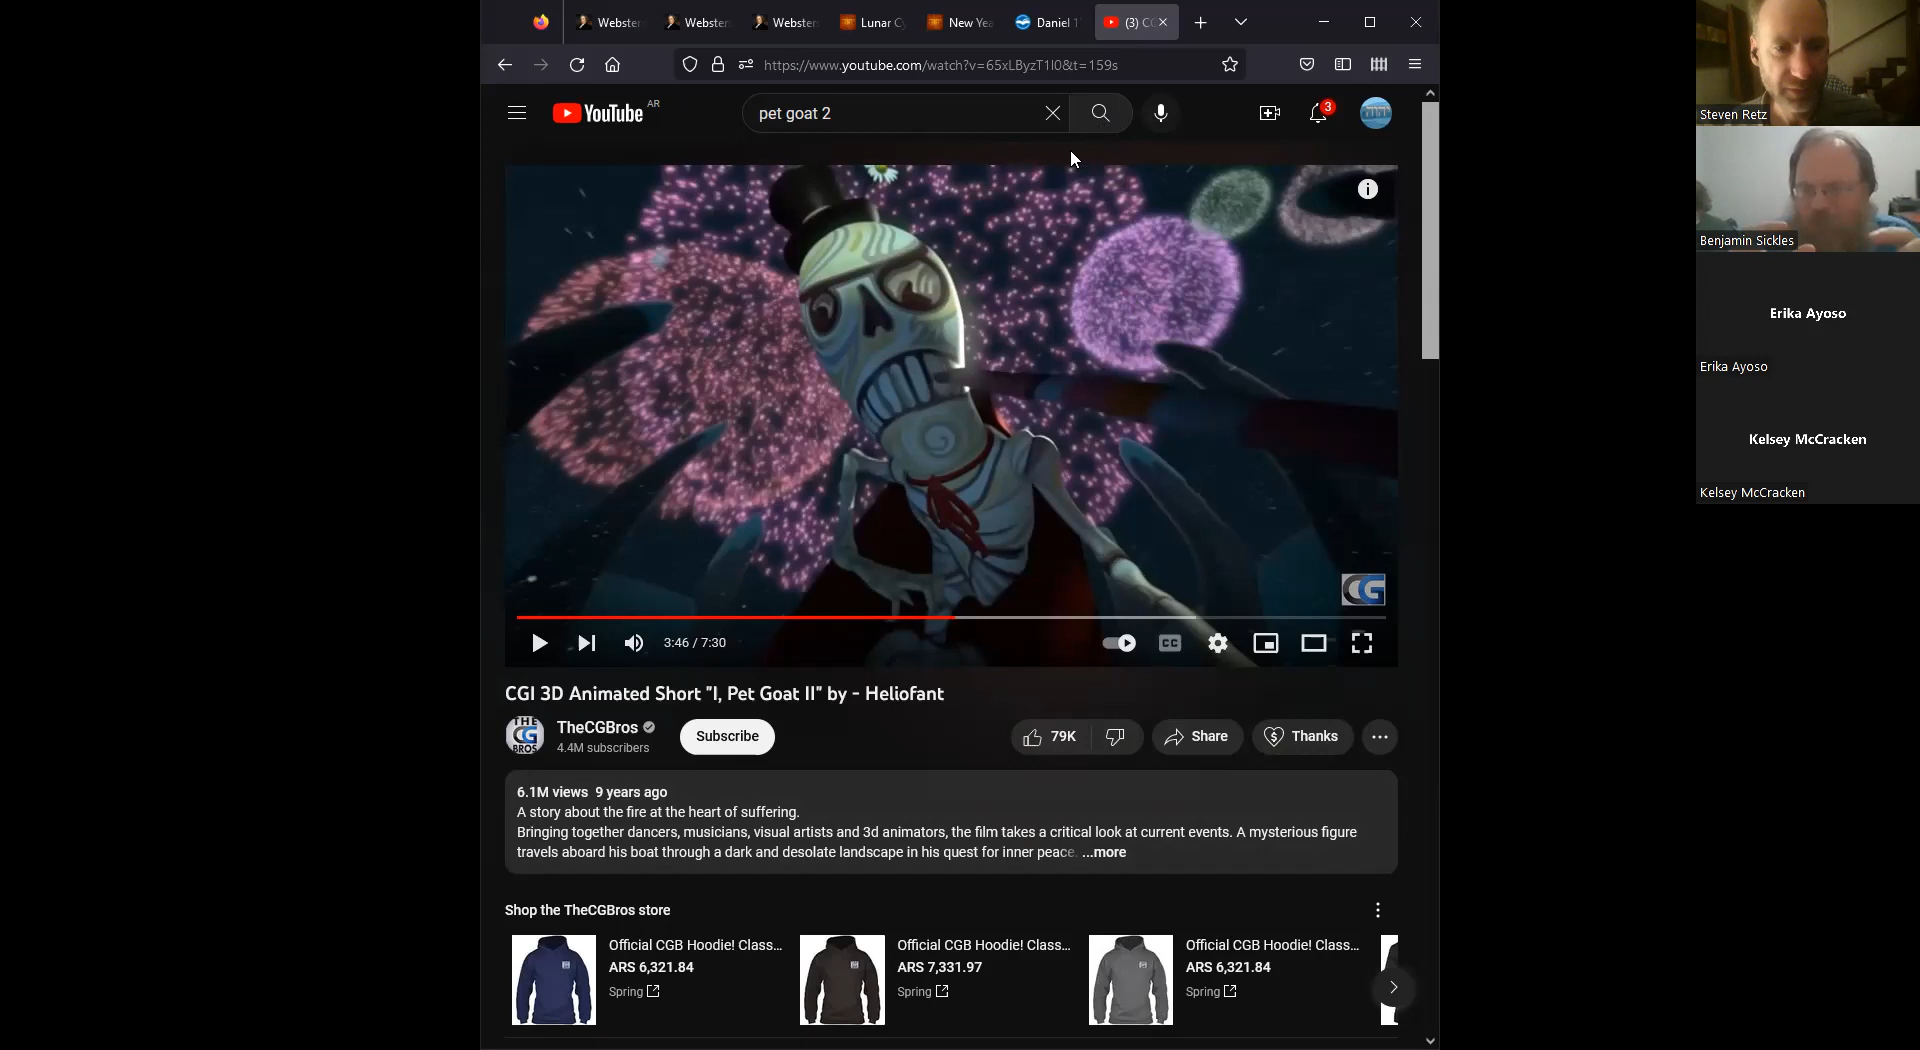 Webster
Webster
Webster
Lunar C
New Yea
Daniel 1
(3) CC
https://www.youtube.com/watch?v=65xLByzT1I0&t=159s
YouTube AR
pet goat 2
3
CG
3:46 / 7:30
CC
CGI 3D Animated Short "I, Pet Goat II" by - Heliofant
THE CG BROS
TheCGBros
4.4M subscribers
Subscribe
79K
Share
Thanks
6.1M views 9 years ago
A story about the fire at the heart of suffering.
Bringing together dancers, musicians, visual artists and 3d animators, the film takes a critical look at current events. A mysterious figure
travels aboard his boat through a dark and desolate landscape in his quest for inner peace. ...more
Shop the TheCGBros store
Official CGB Hoodie! Class...
ARS 6,321.84
Spring
Official CGB Hoodie! Class...
ARS 7,331.97
Spring
Official CGB Hoodie! Class...
ARS 6,321.84
Spring
Steven Retz
Benjamin Sickles
Erika Ayoso
Erika Ayoso
Kelsey McCracken
Kelsey McCracken